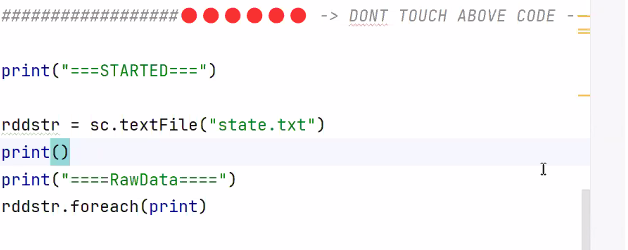 ##################🔴🔴🔴🔴🔴🔴 -> DONT TOUCH ABOVE CODE --
print("===STARTED===")
rddstr = sc.textFile("state.txt")
print()
print("====RawData====")
rddstr.foreach(print)